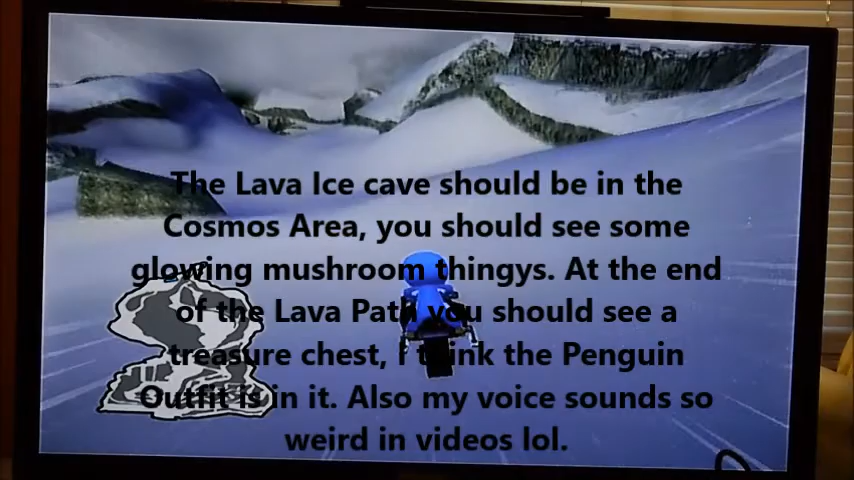 The Lava Ice cave should be in the
Cosmos Area, you should see some
glowing mushroom thingys. At the end
of the Lava Path you should see a
treasure chest, i think the Penguin
Outfit is in it. Also my voice sounds so
weird in videos lol.